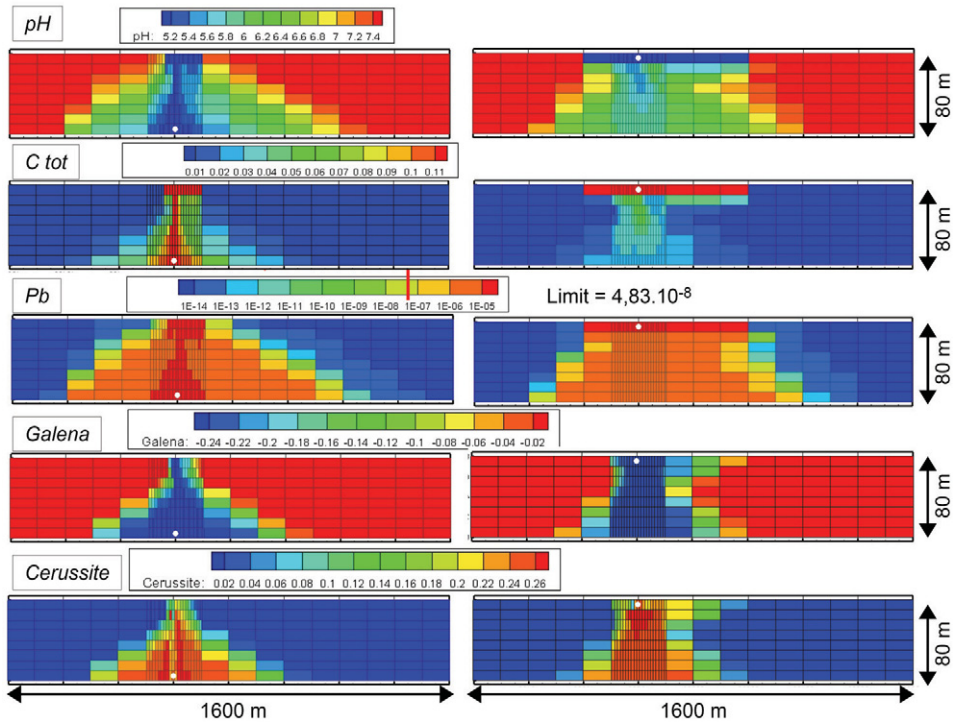 pH
pH: 5.2 5.4 5.6 5.8 6 6.2 6.4 6.6 6.8 7 7.2 7.4
80 m
C tot
0.01 0.02 0.03 0.04 0.05 0.06 0.07 0.08 0.09 0.1 0.11
80 m
Pb
1E-14 1E-13 1E-12 1E-11 1E-10 1E-09 1E-08 1E-07 1E-06 1E-05
Limit = 4,83.10-8
80 m
Galena
Galena: -0.24 -0.22 -0.2 -0.18 -0.16 -0.14 -0.12 -0.1 -0.08 -0.06 -0.04 -0.02
80 m
Cerussite
Cerussite: 0.02 0.04 0.06 0.08 0.1 0.12 0.14 0.16 0.18 0.2 0.22 0.24 0.26
80 m
1600 m
1600 m